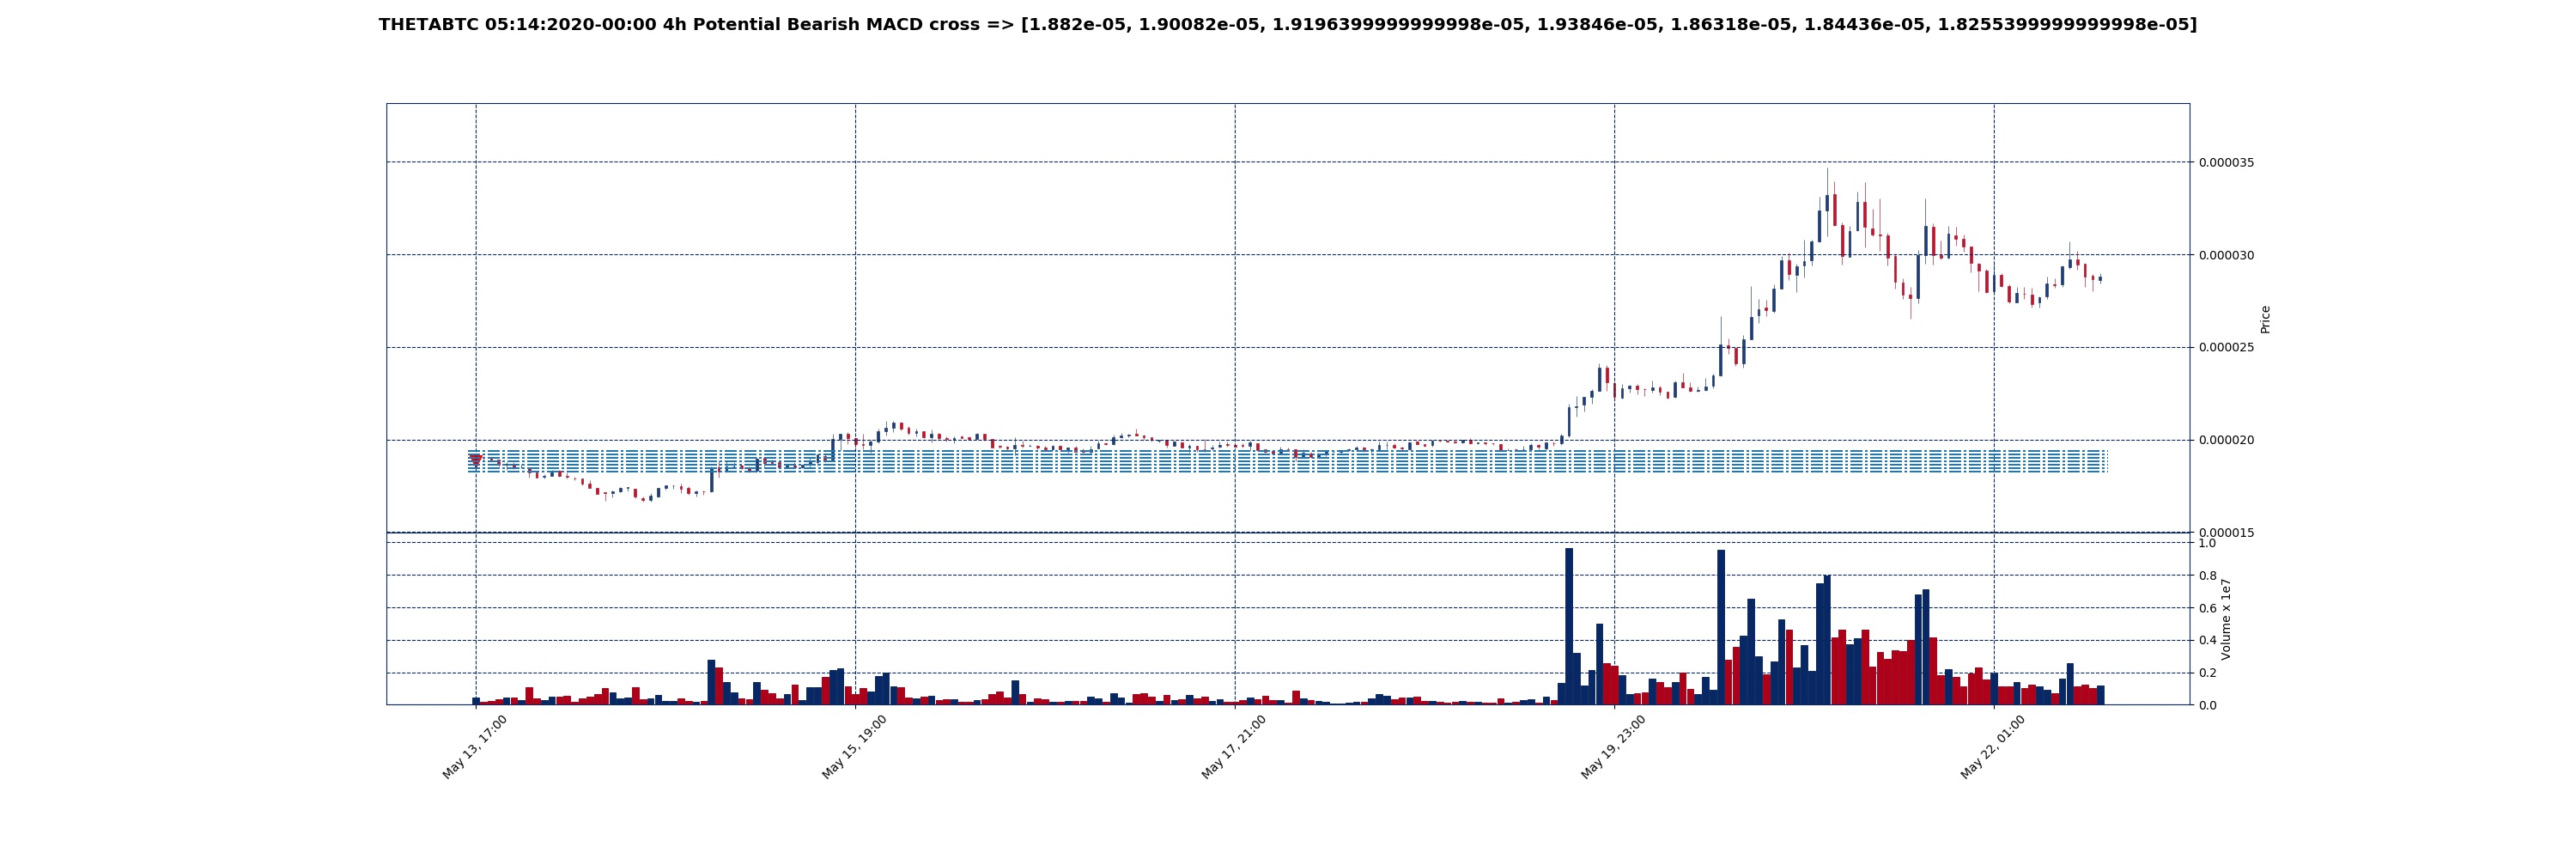 THETABTC 05:14:2020-00:00 4h Potential Bearish MACD cross => [1.882e-05, 1.90082e-05, 1.9196399999999998e-05, 1.93846e-05, 1.86318e-05, 1.84436e-05, 1.8255399999999998e-05]
0.000035
0.000030
Price
0.000025
0.000020
0.000015
1.0
0.8
0.6
Volume x 1e7
0.4
0.2
0.0
May 13, 17:00
May 15, 19:00
May 17, 21:00
May 19, 23:00
May 22, 01:00